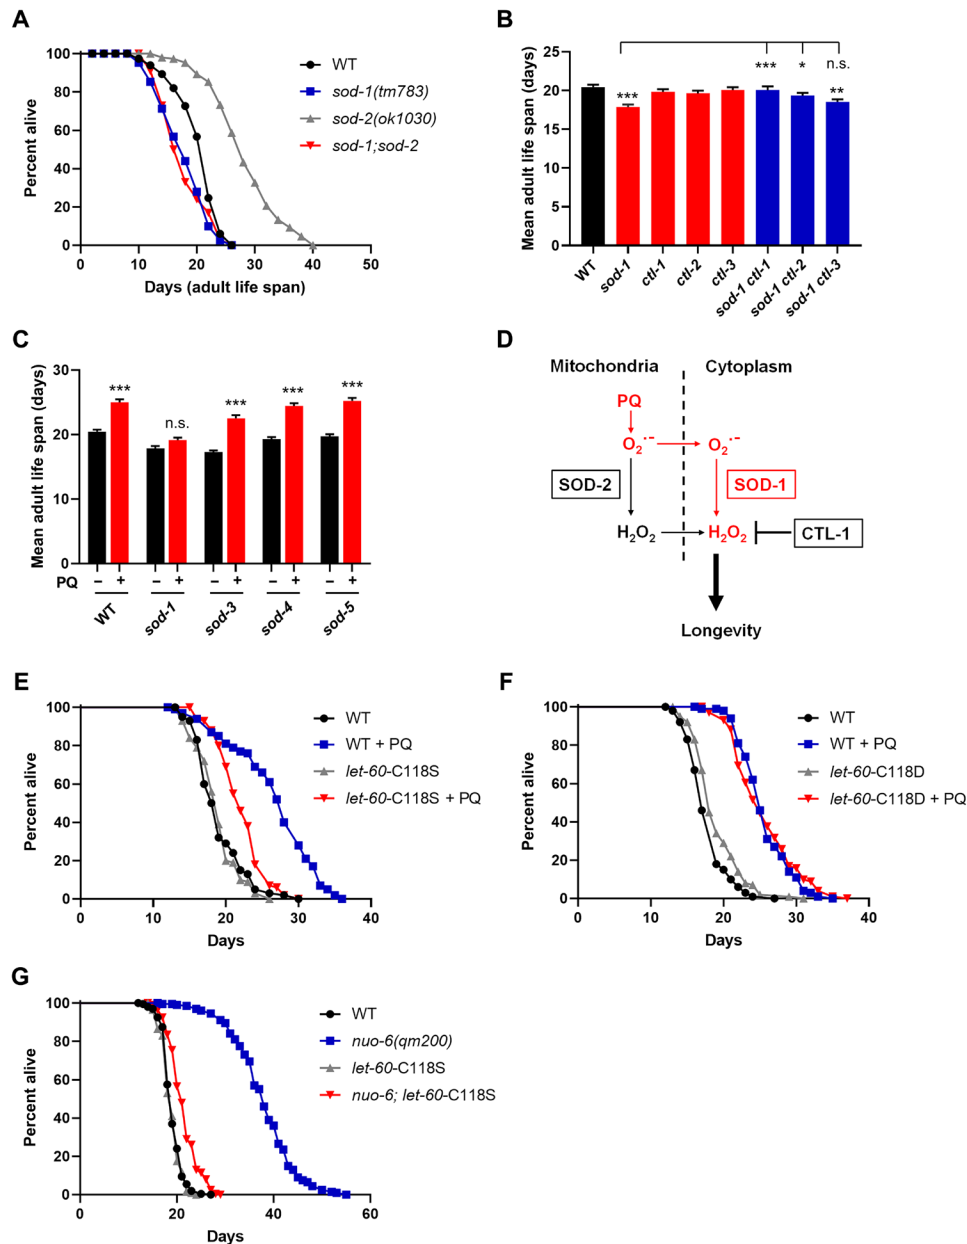 A
Percent alive
100
80
60
40
20
0
0 10 20 30 40 50
Days (adult life span)
WT
sod-1(tm783)
sod-2(ok1030)
sod-1;sod-2
B
Mean adult life span (days)
25
20
15
10
5
0
***
***
*
n.s.
**
WT
sod-1
ctl-1
ctl-2
ctl-3
sod-1 ctl-1
sod-1 ctl-2
sod-1 ctl-3
C
Mean adult life span (days)
30
20
10
0
***
n.s.
***
***
***
PQ – + – + – + – + – +
WT
sod-1
sod-3
sod-4
sod-5
D
Mitochondria Cytoplasm
PQ
O₂·⁻ O₂·⁻
SOD-2 SOD-1
H₂O₂ H₂O₂ CTL-1
Longevity
E
Percent alive
100
80
60
40
20
0
0 10 20 30 40
Days
WT
WT + PQ
let-60-C118S
let-60-C118S + PQ
F
Percent alive
100
80
60
40
20
0
0 10 20 30 40
Days
WT
WT + PQ
let-60-C118D
let-60-C118D + PQ
G
Percent alive
100
80
60
40
20
0
0 20 40 60
Days
WT
nuo-6(qm200)
let-60-C118S
nuo-6; let-60-C118S